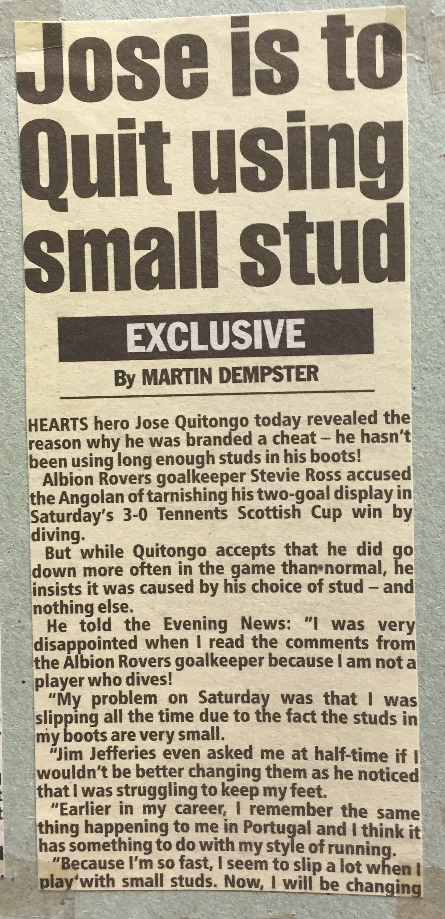 Jose is to
Quit using
small stud
EXCLUSIVE
By MARTIN DEMPSTER
HEARTS hero Jose Quitongo today revealed the
reason why he was branded a cheat – he hasn't
been using long enough studs in his boots!
Albion Rovers goalkeeper Stevie Ross accused
the Angolan of tarnishing his two-goal display in
Saturday's 3-0 Tennents Scottish Cup win by
diving.
But while Quitongo accepts that he did go
down more often in the game than normal, he
insists it was caused by his choice of stud – and
nothing else.
He told the Evening News: "I was very
disappointed when I read the comments from
the Albion Rovers goalkeeper because I am not a
player who dives!
"My problem on Saturday was that I was
slipping all the time due to the fact the studs in
my boots are very small.
"Jim Jefferies even asked me at half-time if I
wouldn't be better changing them as he noticed
that I was struggling to keep my feet.
"Earlier in my career, I remember the same
thing happening to me in Portugal and I think it
has something to do with my style of running.
"Because I'm so fast, I seem to slip a lot when I
play with small studs. Now, I will be changing